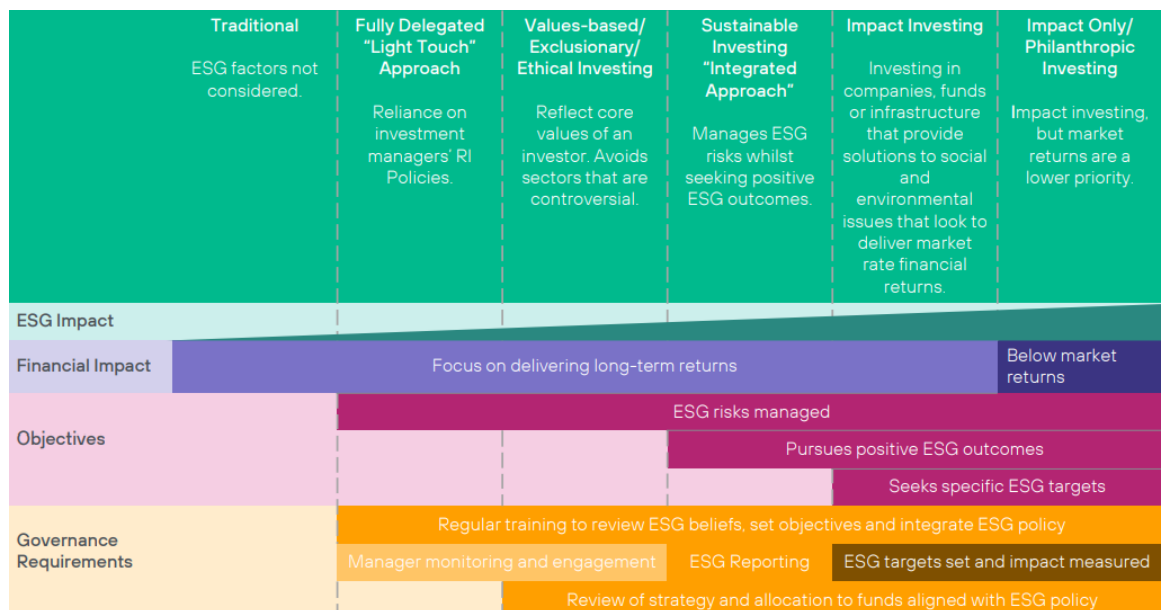 Traditional
ESG factors not
considered.
Fully Delegated
“Light Touch”
Approach
Reliance on
investment
managers’ RI
Policies.
Values-based/
Exclusionary/
Ethical Investing
Reflect core
values of an
investor. Avoids
sectors that are
controversial.
Sustainable
Investing
“Integrated
Approach”
Manages ESG
risks whilst
seeking positive
ESG outcomes.
Impact Investing
Investing in
companies, funds
or infrastructure
that provide
solutions to social
and
environmental
issues that look to
deliver market
rate financial
returns.
Impact Only/
Philanthropic
Investing
Impact investing,
but market
returns are a
lower priority.
ESG Impact
Financial Impact
Focus on delivering long-term returns
Below market
returns
Objectives
ESG risks managed
Pursues positive ESG outcomes
Seeks specific ESG targets
Governance
Requirements
Regular training to review ESG beliefs, set objectives and integrate ESG policy
Manager monitoring and engagement
ESG Reporting
ESG targets set and impact measured
Review of strategy and allocation to funds aligned with ESG policy